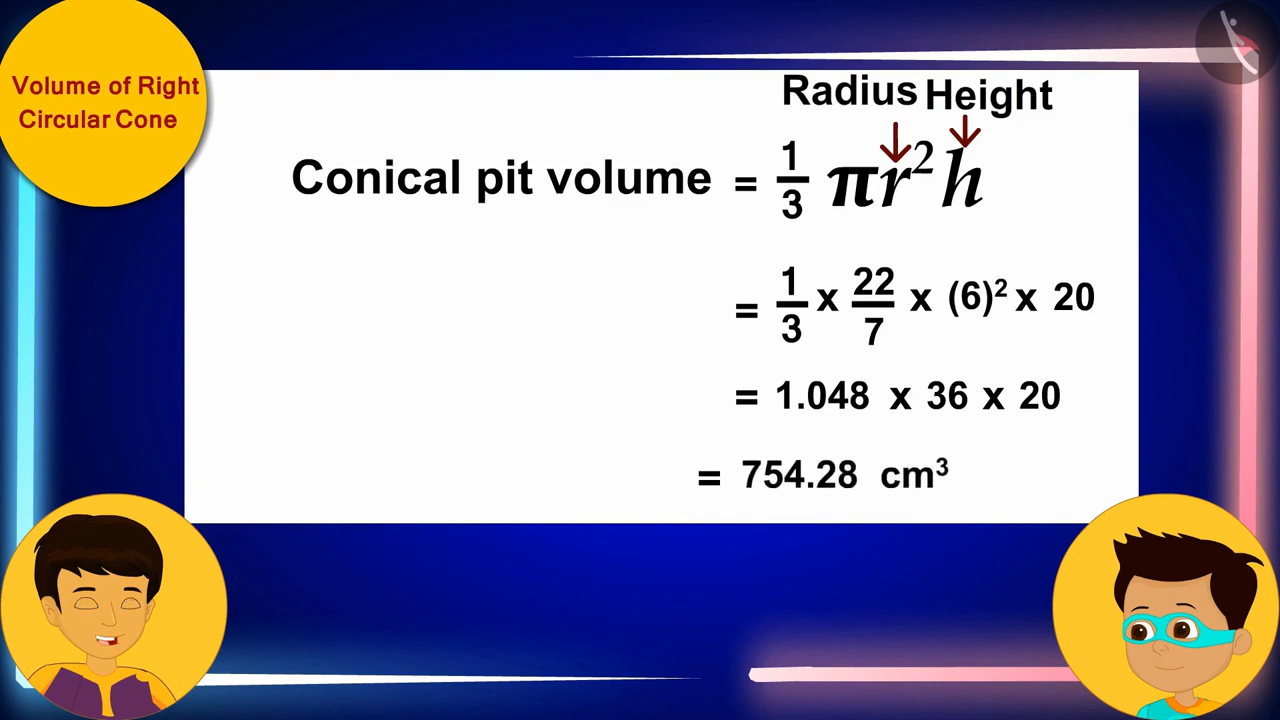 Volume of Right
Circular Cone
Radius Height
Conical pit volume = 1/3 πr²h
= 1/3 x 22/7 x (6)² x 20
= 1.048 x 36 x 20
= 754.28 cm³